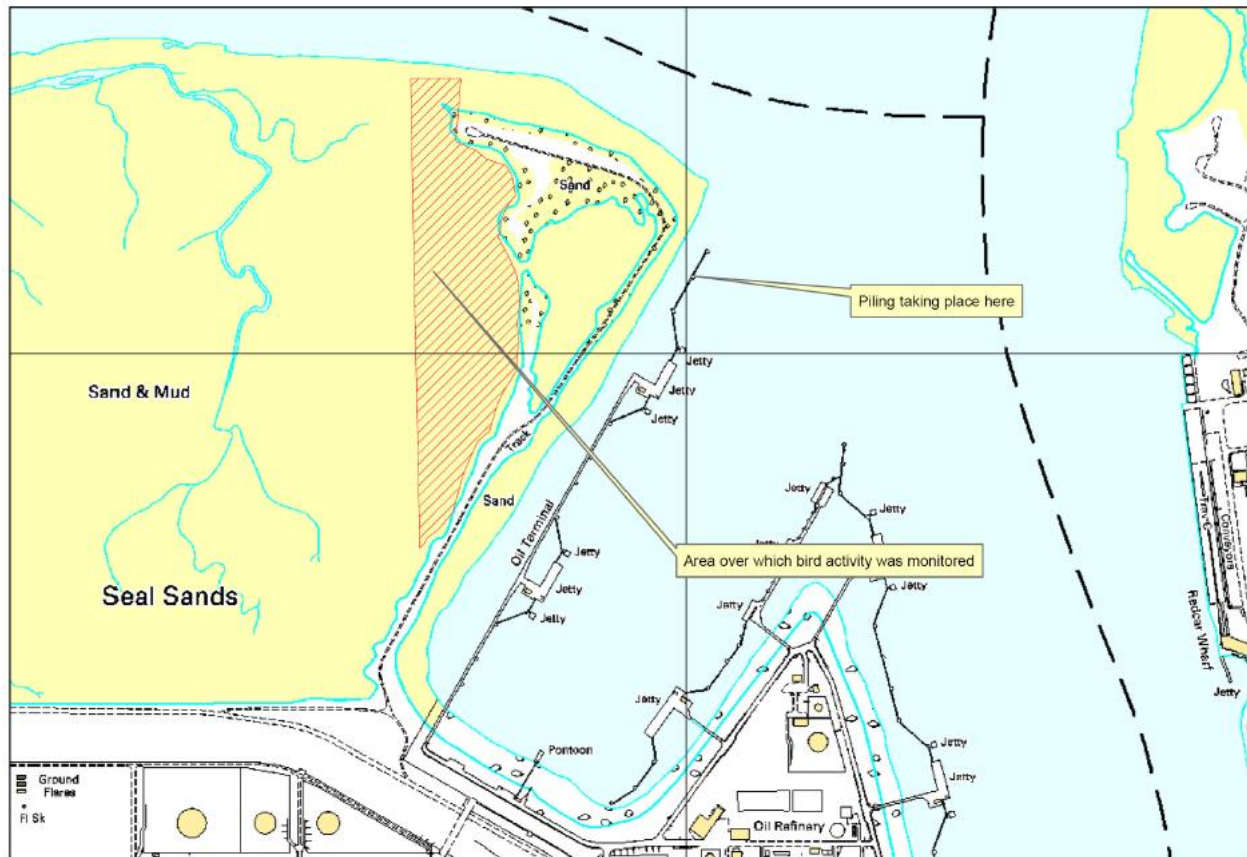 Sand
Piling taking place here
Jetty
Jetty
Jetty
Sand & Mud
Track
Sand
Oil Terminal
Jetty
Jetty
Conveyors
Area over which bird activity was monitored
Jetty
Jetty
Jetty
Jetty
Seal Sands
Jetty
Jetty
Redcar Wharf
Jetty
Jetty
Jetty
Pontoon
Jetty
Ground
Flares
Fl Sk
Oil Refinery